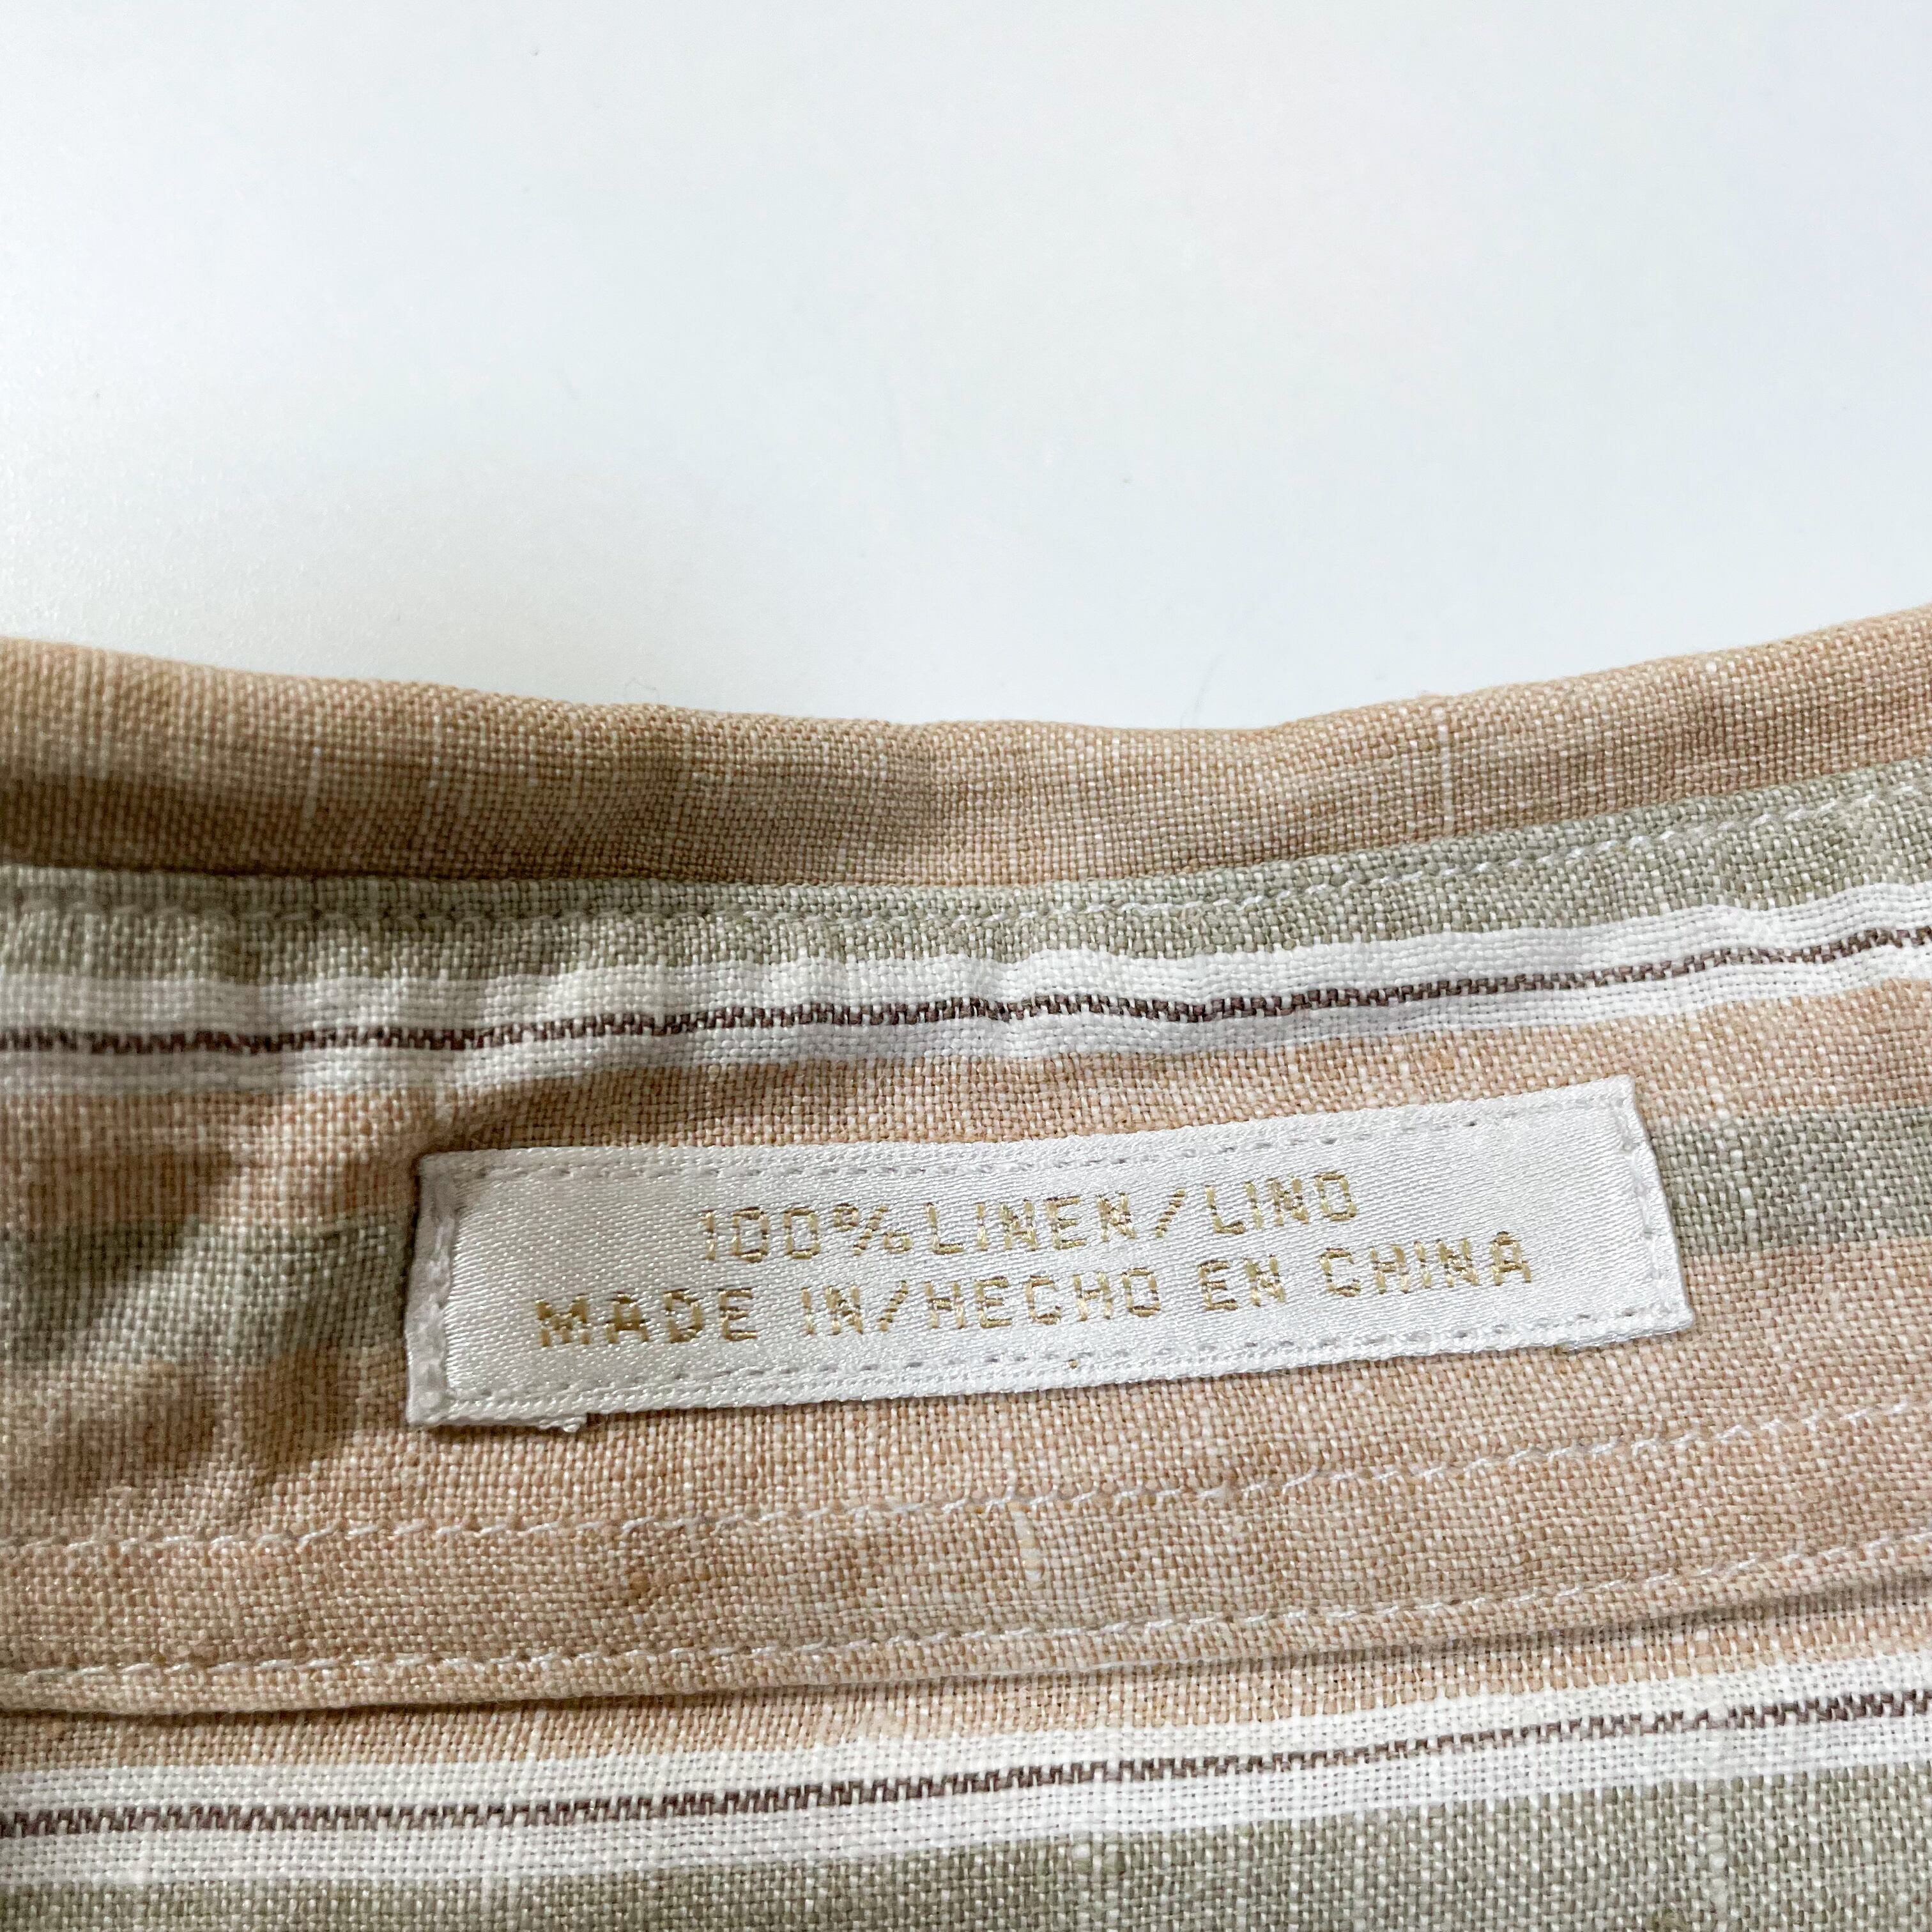 100% LINEN/LINO
MADE IN/HECHO EN CHINA